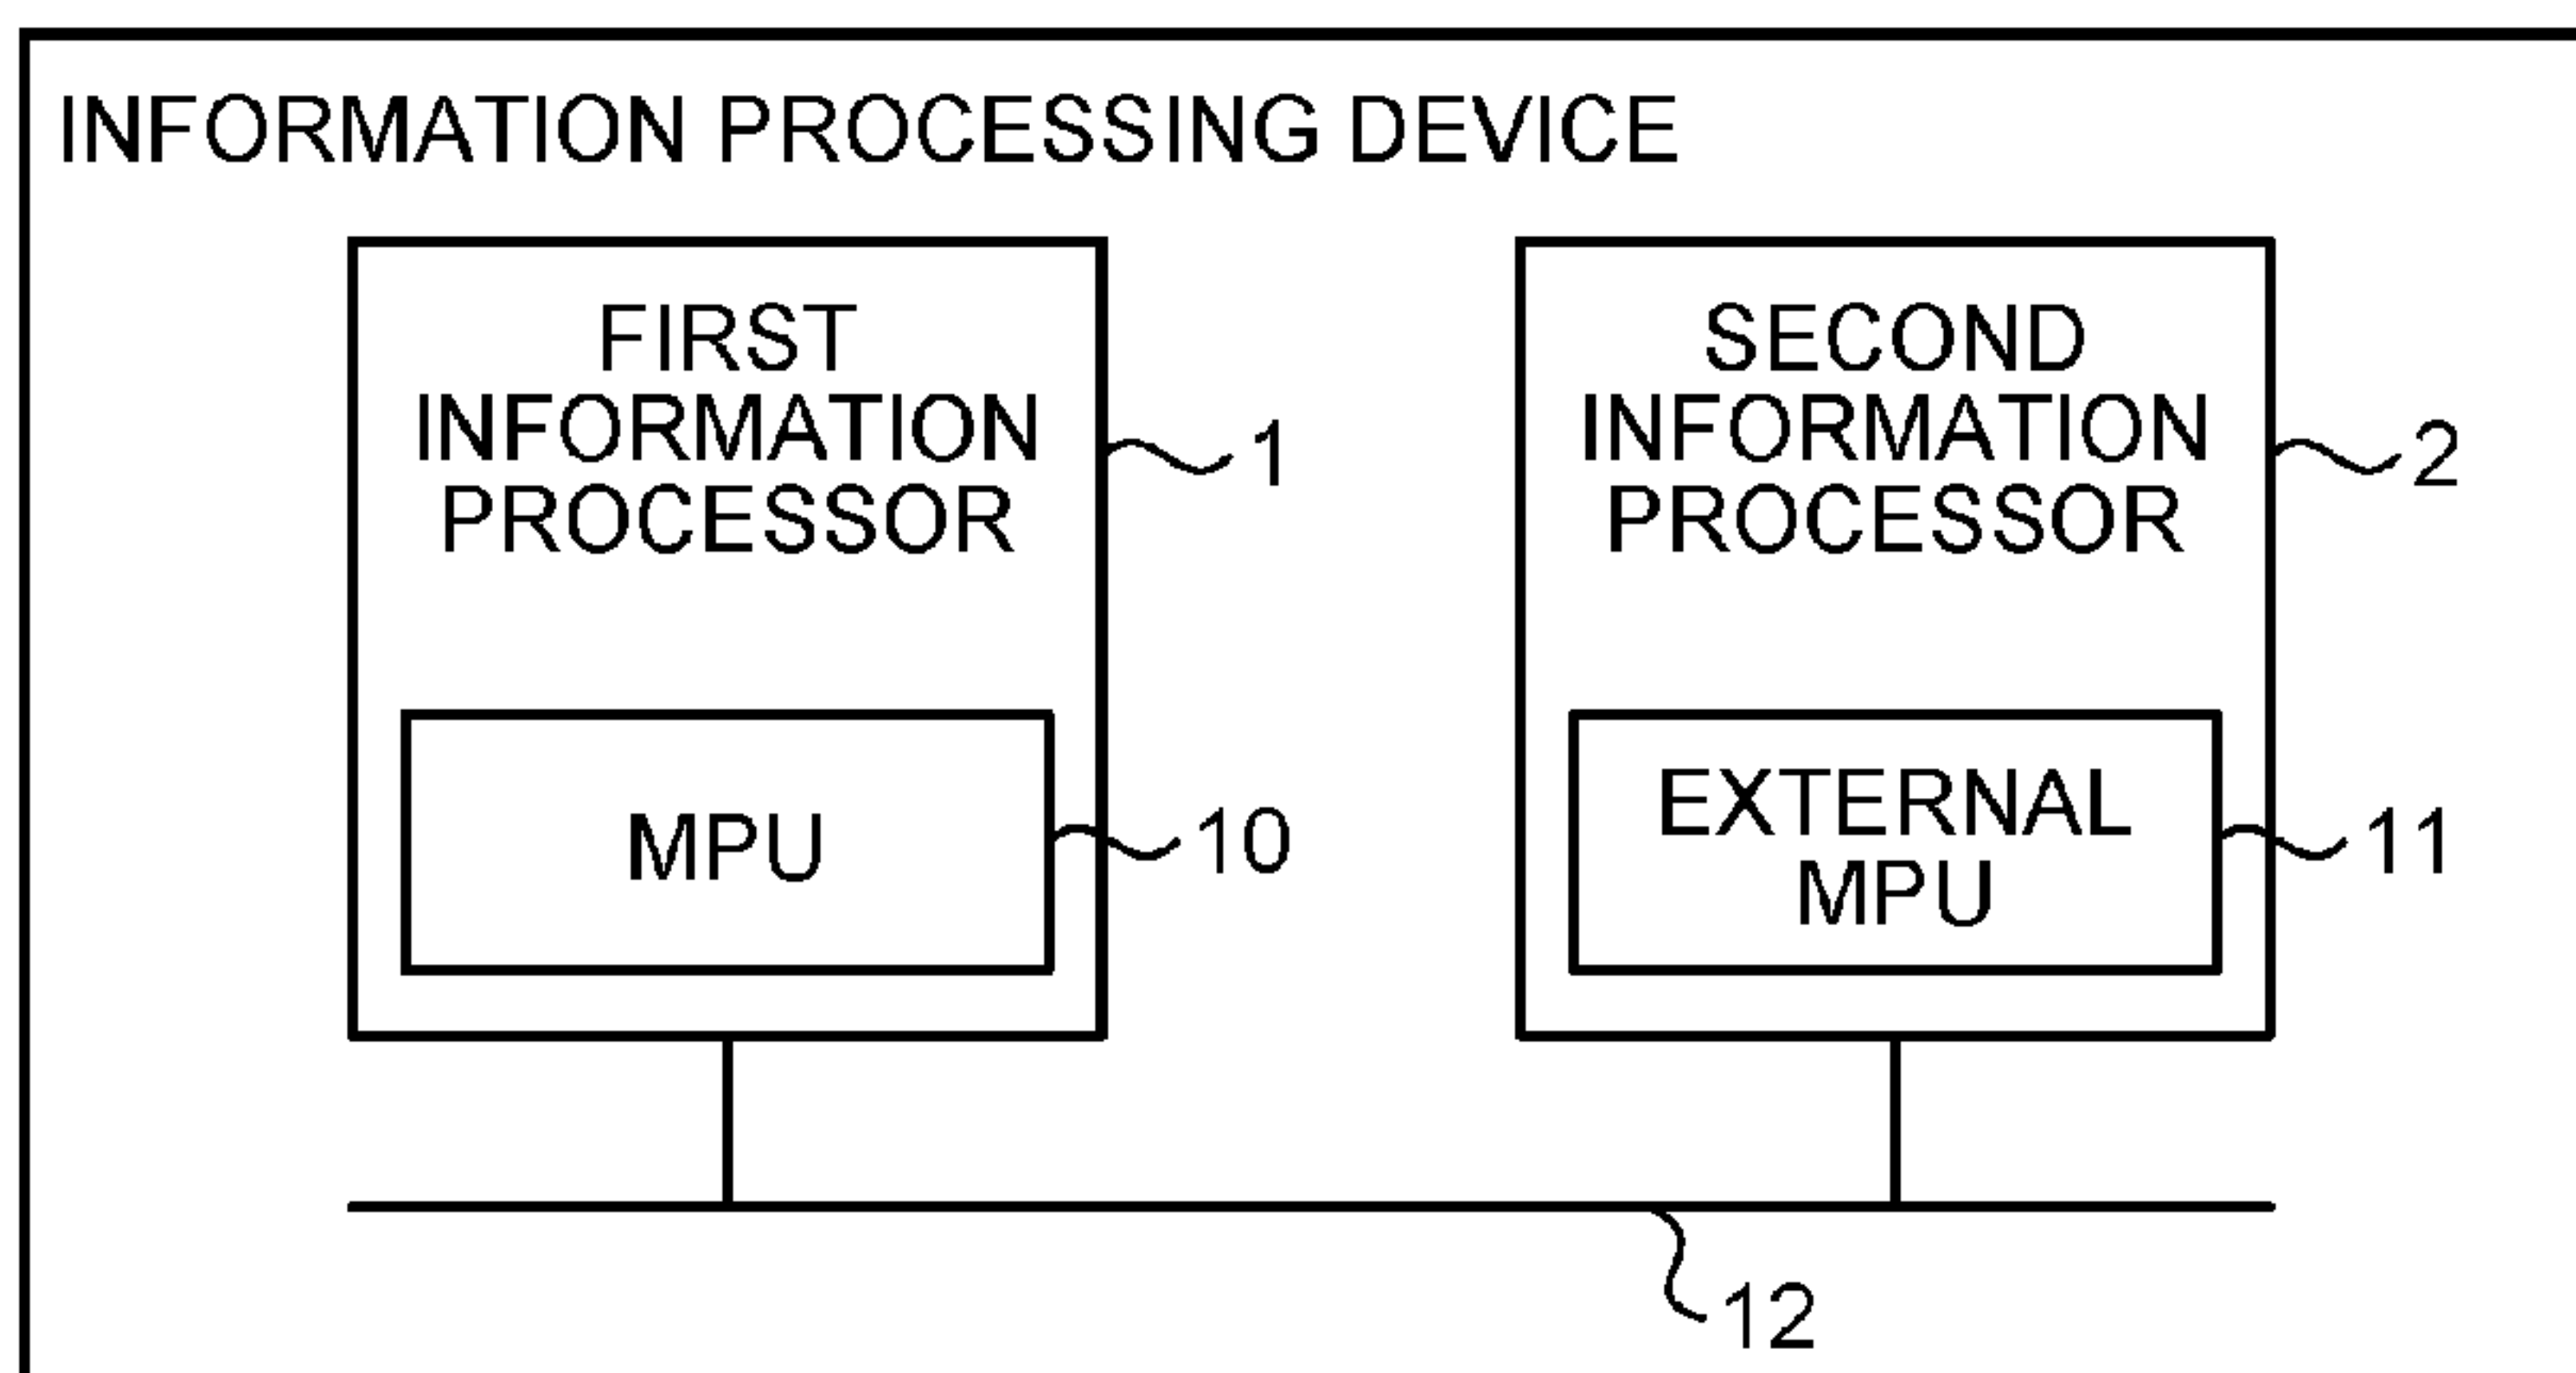 INFORMATION PROCESSING DEVICE
FIRST
INFORMATION
PROCESSOR
1
MPU
10
SECOND
INFORMATION
PROCESSOR
2
EXTERNAL
MPU
11
12